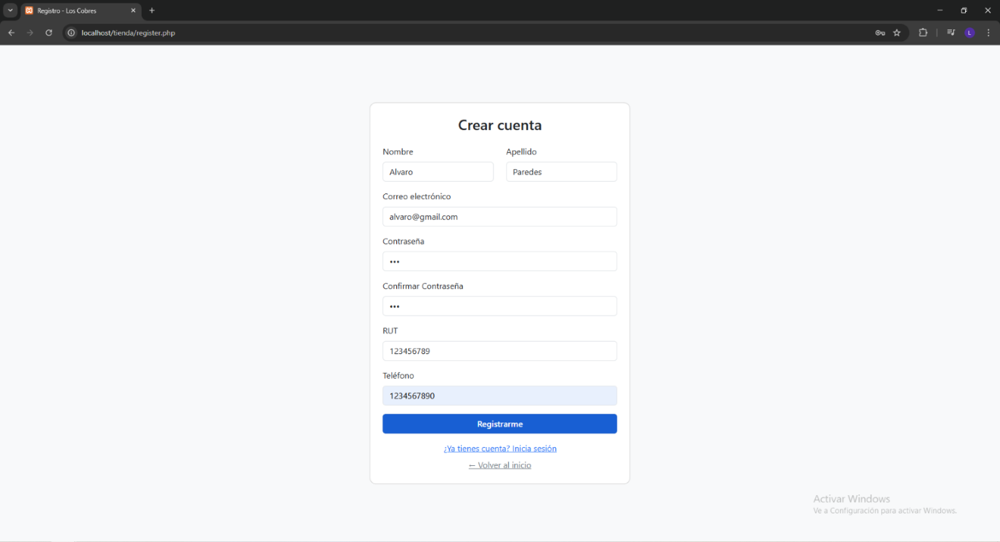 Registro - Los Cobres
localhost/tienda/register.php
L
Crear cuenta
Nombre Apellido
Alvaro Paredes
Correo electrónico
alvaro@gmail.com
Contraseña
•••
Confirmar Contraseña
•••
RUT
123456789
Teléfono
1234567890
Registrarme
¿Ya tienes cuenta? Inicia sesión
← Volver al inicio
Activar Windows
Ve a Configuración para activar Windows.